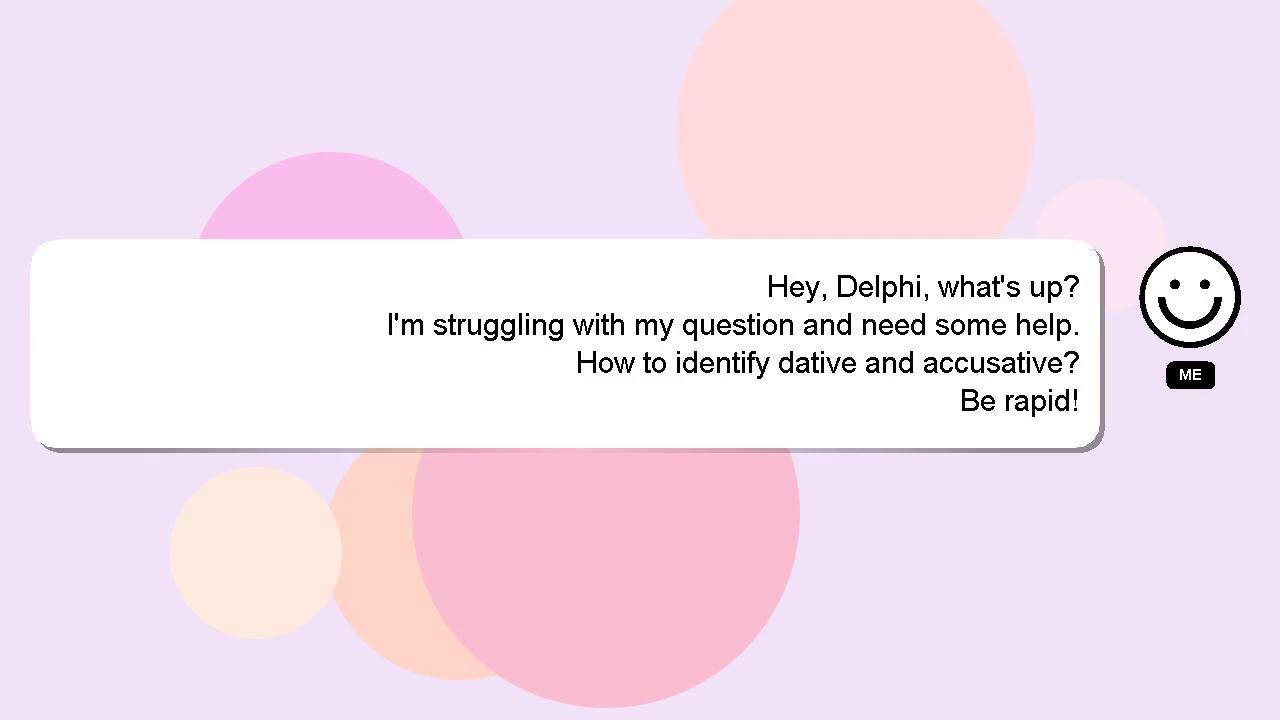 Hey, Delphi, what's up?
I'm struggling with my question and need some help.
How to identify dative and accusative?
Be rapid!
ME